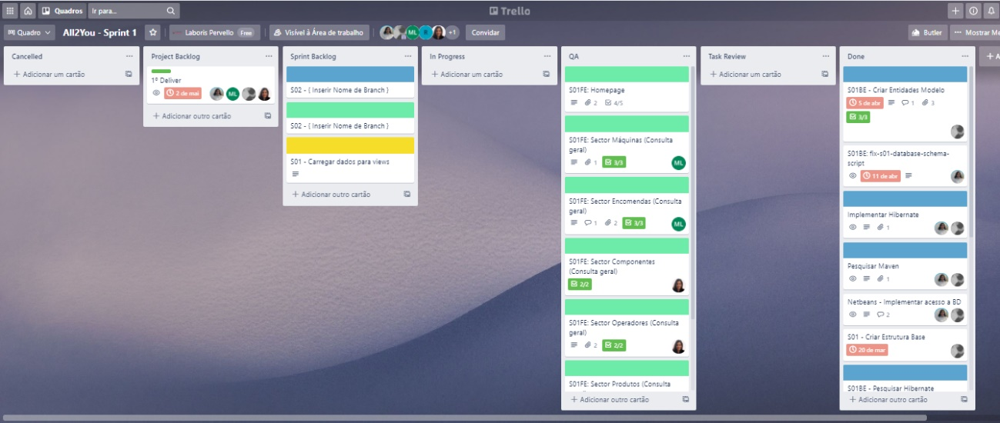 Quadros
Ir para...
Trello
Quadro
All2You - Sprint 1
Laboris Pervello
Free
Visível à Área de trabalho
ML
+1
Convidar
Butler
Mostrar Me
Cancelled
Adicionar um cartão
Project Backlog
1º Deliver
2 de mai
ML
Adicionar outro cartão
Sprint Backlog
S02 - { Inserir Nome de Branch }
S02 - { Inserir Nome de Branch }
S01 - Carregar dados para views
Adicionar outro cartão
In Progress
Adicionar um cartão
QA
S01FE: Homepage
2
4/5
S01FE: Sector Máquinas (Consulta
geral)
1
3/3
ML
S01FE: Sector Encomendas (Consulta
geral)
1
2
3/3
ML
S01FE: Sector Componentes
(Consulta geral)
2/2
S01FE: Sector Operadores (Consulta
geral)
2
2/2
S01FE: Sector Produtos (Consulta
Adicionar outro cartão
Task Review
Adicionar um cartão
Done
S01BE - Criar Entidades Modelo
5 de abr
1
3
3/3
S01BE: fix-s01-database-schema-
script
11 de abr
Implementar Hibernate
1
Pesquisar Maven
1
Netbeans - Implementar acesso a BD
2
S01 - Criar Estrutura Base
20 de mar
S01BE - Pesquisar Hibernate
Adicionar outro cartão